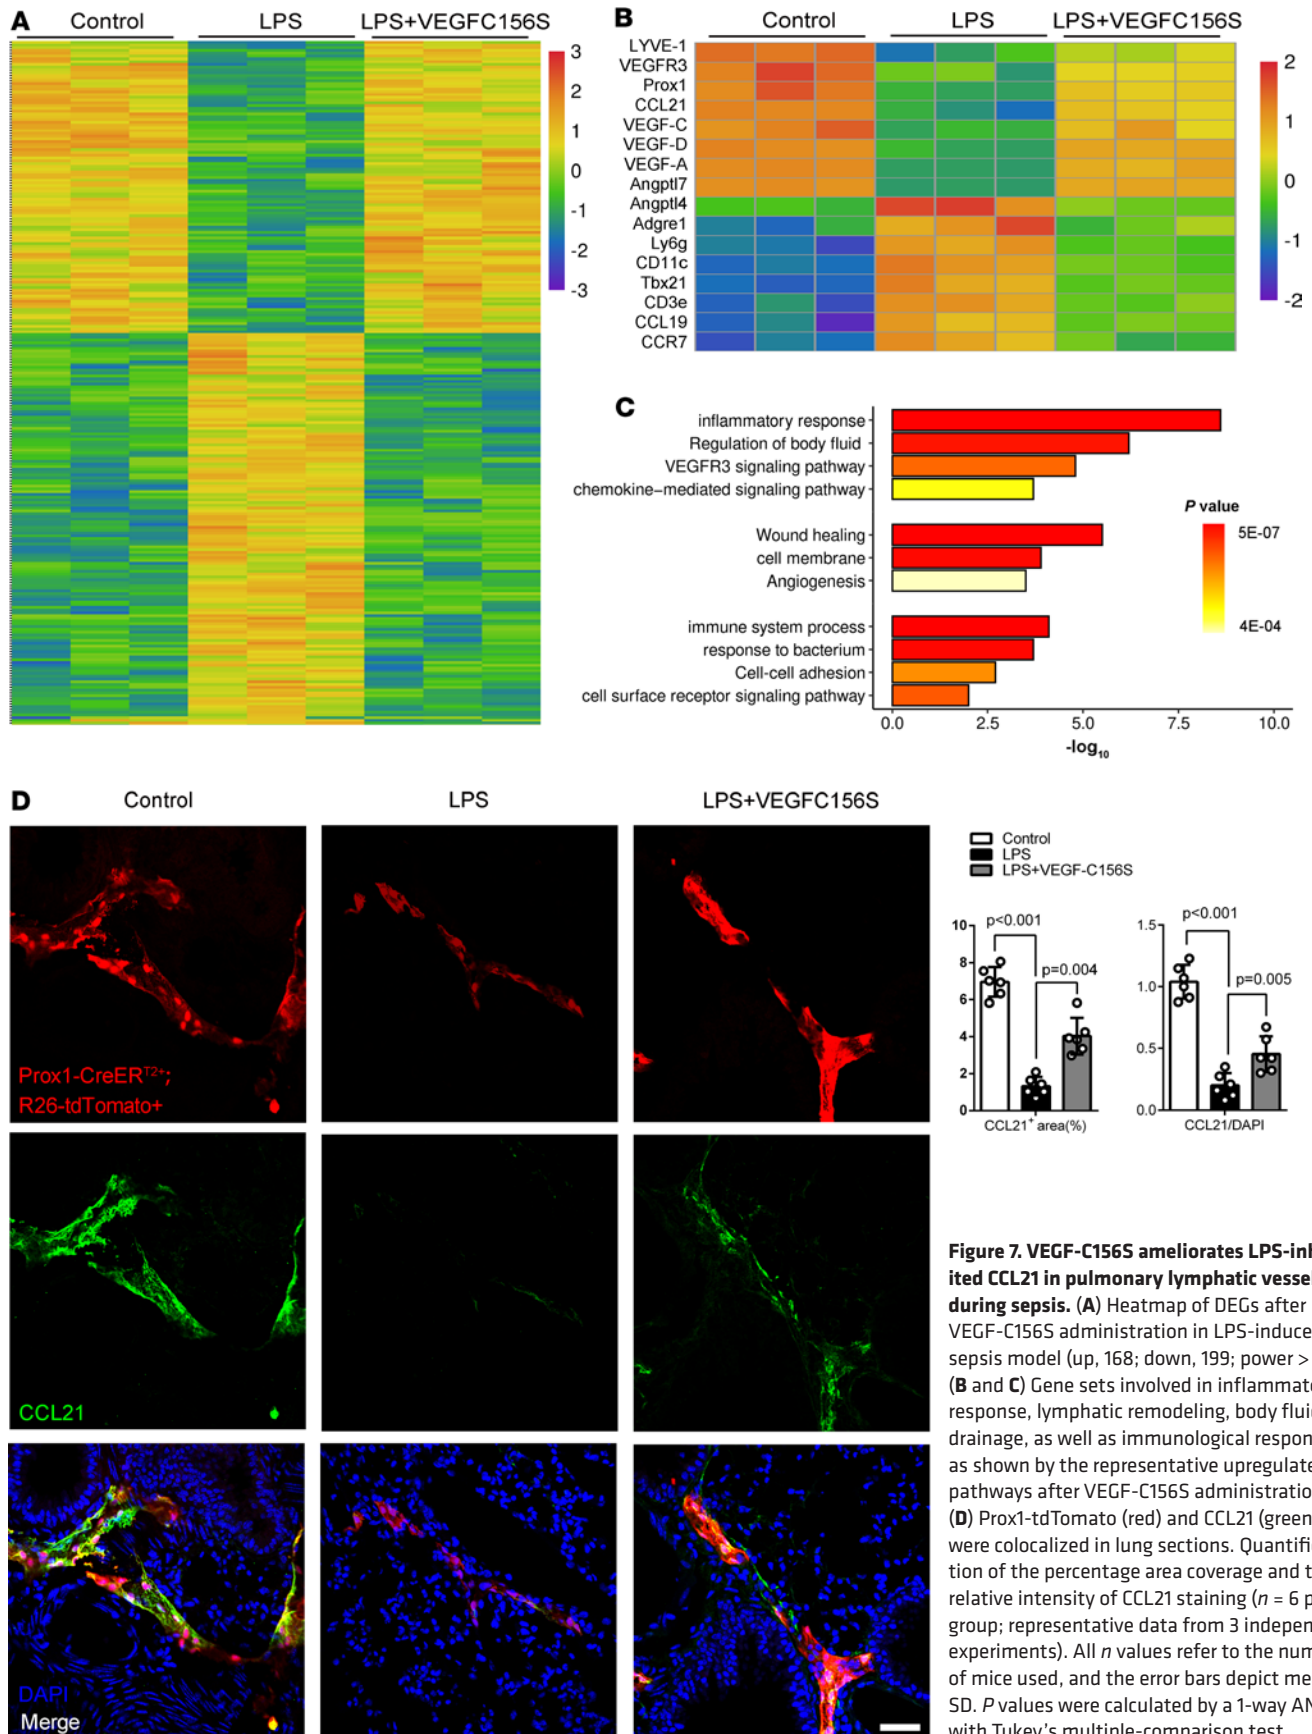 A
Control
LPS
LPS+VEGFC156S
3
2
1
0
-1
-2
-3
B
Control
LPS
LPS+VEGFC156S
LYVE-1
VEGFR3
Prox1
CCL21
VEGF-C
VEGF-D
VEGF-A
Angptl7
Angptl4
Adgre1
Ly6g
CD11c
Tbx21
CD3e
CCL19
CCR7
2
1
0
-1
-2
C
inflammatory response
Regulation of body fluid
VEGFR3 signaling pathway
chemokine−mediated signaling pathway
Wound healing
cell membrane
Angiogenesis
immune system process
response to bacterium
Cell-cell adhesion
cell surface receptor signaling pathway
0.0 2.5 5.0 7.5 10.0
-log10
P value
5E-07
4E-04
D
Control
LPS
LPS+VEGFC156S
Prox1-CreERT2+;
R26-tdTomato+
CCL21
DAPI
Merge
Control
LPS
LPS+VEGF-C156S
10
8
6
4
2
0
p<0.001
p=0.004
CCL21+ area(%)
1.5
1.0
0.5
0.0
p<0.001
p=0.005
CCL21/DAPI
Figure 7. VEGF-C156S ameliorates LPS-inh
ited CCL21 in pulmonary lymphatic vessel
during sepsis. (A) Heatmap of DEGs after
VEGF-C156S administration in LPS-induce
sepsis model (up, 168; down, 199; power >
(B and C) Gene sets involved in inflammat
response, lymphatic remodeling, body fluid
drainage, as well as immunological respon
as shown by the representative upregulate
pathways after VEGF-C156S administratio
(D) Prox1-tdTomato (red) and CCL21 (green
were colocalized in lung sections. Quantifi
tion of the percentage area coverage and t
relative intensity of CCL21 staining (n = 6 p
group; representative data from 3 indepen
experiments). All n values refer to the num
of mice used, and the error bars depict me
SD. P values were calculated by a 1-way AN
with Tukey's multiple-comparison test